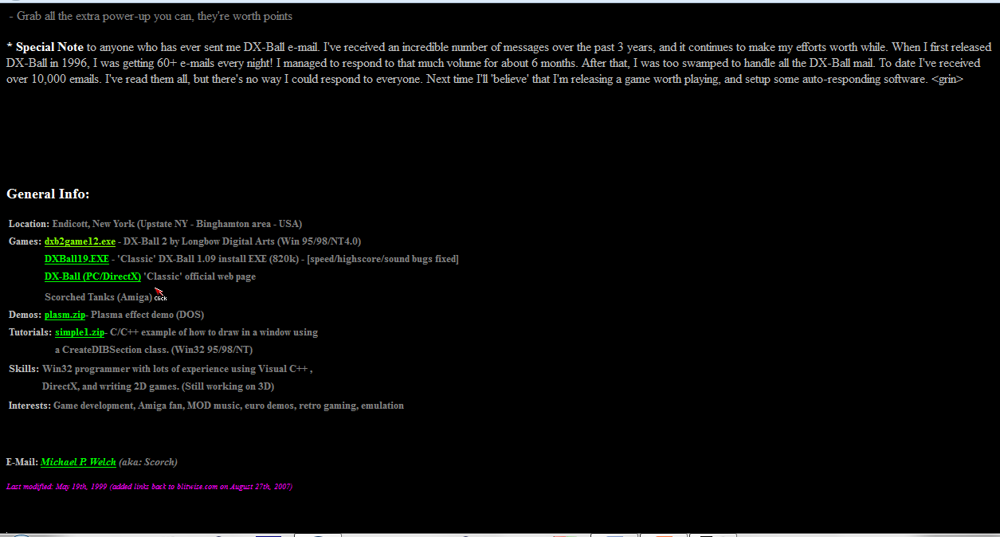 - Grab all the extra power-up you can, they're worth points
* Special Note to anyone who has ever sent me DX-Ball e-mail. I've received an incredible number of messages over the past 3 years, and it continues to make my efforts worth while. When I first released
DX-Ball in 1996, I was getting 60+ e-mails every night! I managed to respond to that much volume for about 6 months. After that, I was too swamped to handle all the DX-Ball mail. To date I've received
over 10,000 emails. I've read them all, but there's no way I could respond to everyone. Next time I'll 'believe' that I'm releasing a game worth playing, and setup some auto-responding software. <grin>
General Info:
Location: Endicott, New York (Upstate NY - Binghamton area - USA)
Games: dxb2game12.exe - DX-Ball 2 by Longbow Digital Arts (Win 95/98/NT4.0)
DXBall19.EXE - 'Classic' DX-Ball 1.09 install EXE (820k) - [speed/highscore/sound bugs fixed]
DX-Ball (PC/DirectX) 'Classic' official web page
Scorched Tanks (Amiga) Click
Demos: plasm.zip- Plasma effect demo (DOS)
Tutorials: simple1.zip- C/C++ example of how to draw in a window using
a CreateDIBSection class. (Win32 95/98/NT)
Skills: Win32 programmer with lots of experience using Visual C++ ,
DirectX, and writing 2D games. (Still working on 3D)
Interests: Game development, Amiga fan, MOD music, euro demos, retro gaming, emulation
E-Mail: Michael P. Welch (aka: Scorch)
Last modified: May 19th, 1999 (added links back to blitwise.com on August 27th, 2007)